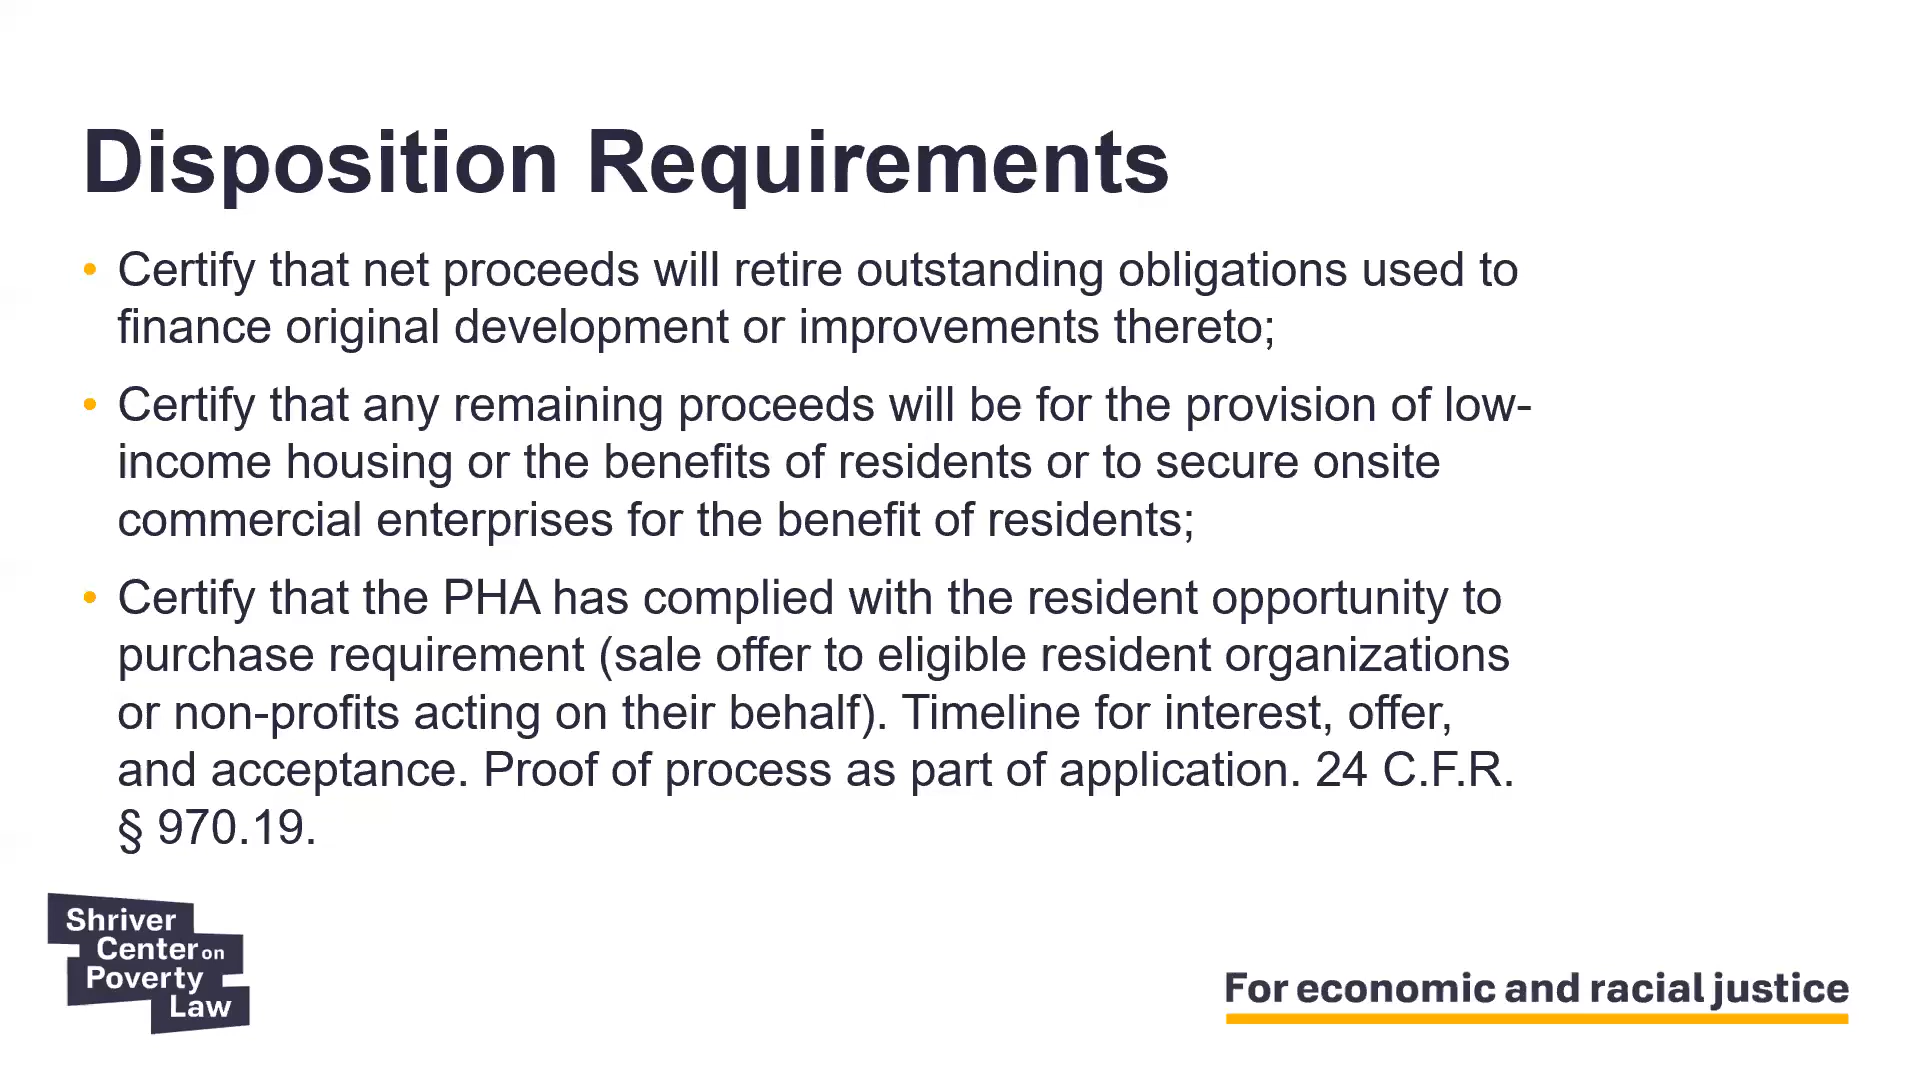 Disposition Requirements
• Certify that net proceeds will retire outstanding obligations used to
finance original development or improvements thereto;
• Certify that any remaining proceeds will be for the provision of low-
income housing or the benefits of residents or to secure onsite
commercial enterprises for the benefit of residents;
• Certify that the PHA has complied with the resident opportunity to
purchase requirement (sale offer to eligible resident organizations
or non-profits acting on their behalf). Timeline for interest, offer,
and acceptance. Proof of process as part of application. 24 C.F.R.
§ 970.19.
Shriver
Center on
Poverty
Law
For economic and racial justice